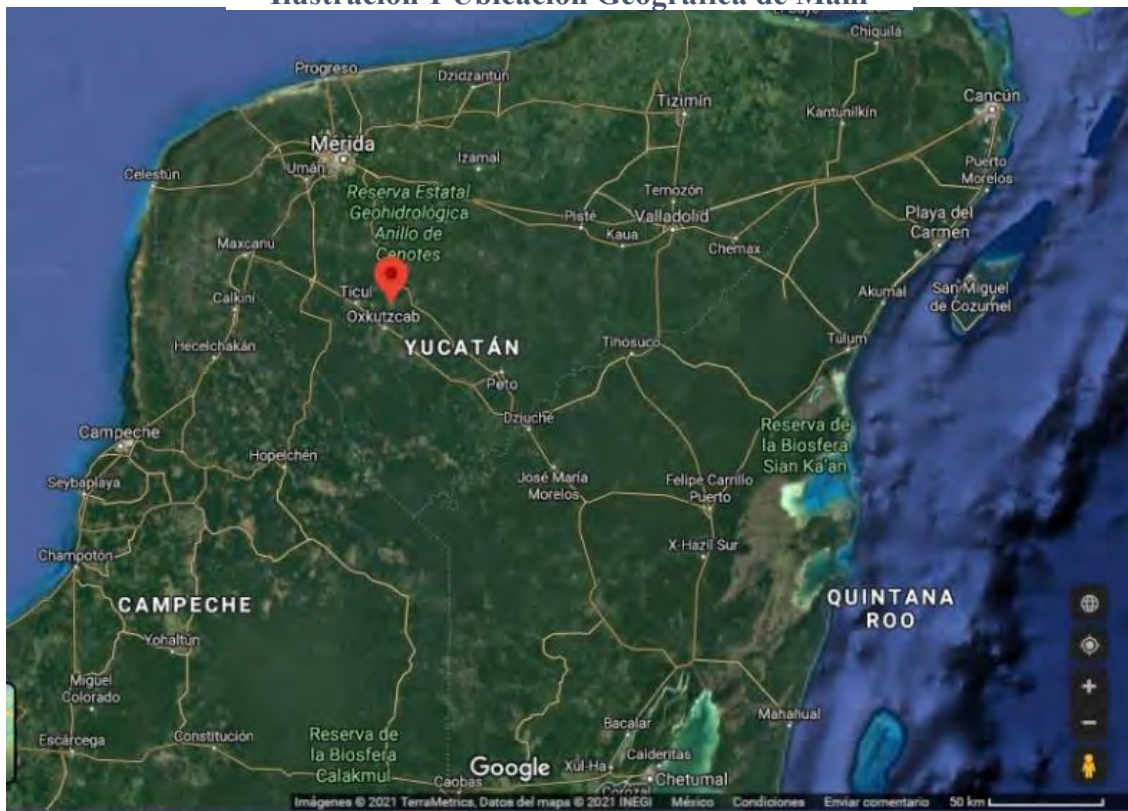 Ilustración 1 Ubicación Geográfica de Maní
Chiquilá
Progreso
Dzidzantún
Tizimín
Kantunilkín
Cancún
Mérida
Umán
Izamal
Celestún
Puerto
Morelos
Reserva Estatal
Geohidrológica
Anillo de
Cenotes
Temozón
Pisté
Valladolid
Kaua
Chemax
Playa del
Carmen
Maxcanú
Ticul
Calkiní
Oxkutzcab
Akumal
San Miguel
de Cozumel
Hecelchakán
YUCATÁN
Tihosuco
Tulum
Peto
Dziuché
Campeche
Hopelchén
Reserva de
la Biosfera
Sian Ka'an
Seybaplaya
José María
Morelos
Felipe Carrillo
Puerto
Champotón
X-Hazil Sur
CAMPECHE
QUINTANA
ROO
Yohaltún
Miguel
Colorado
Escárcega
Constitución
Reserva de
la Biosfera
Calakmul
Bacalar
Mahahual
Google
Xul-Ha
Calderitas
Caobas
Chetumal
Corozal
Imágenes © 2021 TerraMetrics, Datos del mapa © 2021 INEGI México Condiciones Enviar comentario 50 km